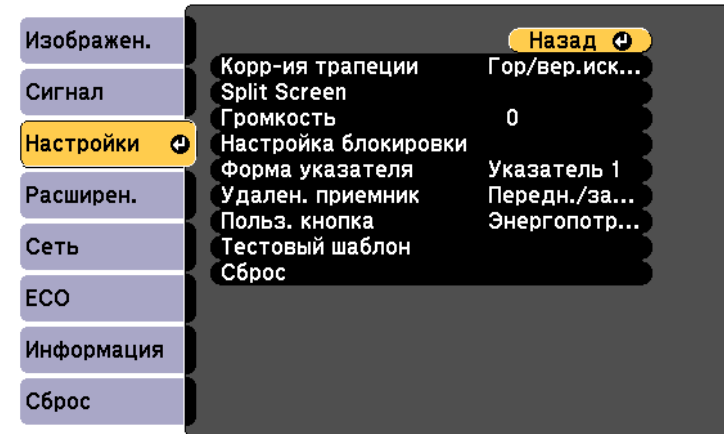 Изображен.
Сигнал
Настройки
Расширен.
Сеть
ECO
Информация
Сброс
Назад
Корр-ия трапеции Гор/вер.иск...
Split Screen
Громкость 0
Настройка блокировки
Форма указателя Указатель 1
Удален. приемник Передн./за...
Польз. кнопка Энергопотр...
Тестовый шаблон
Сброс